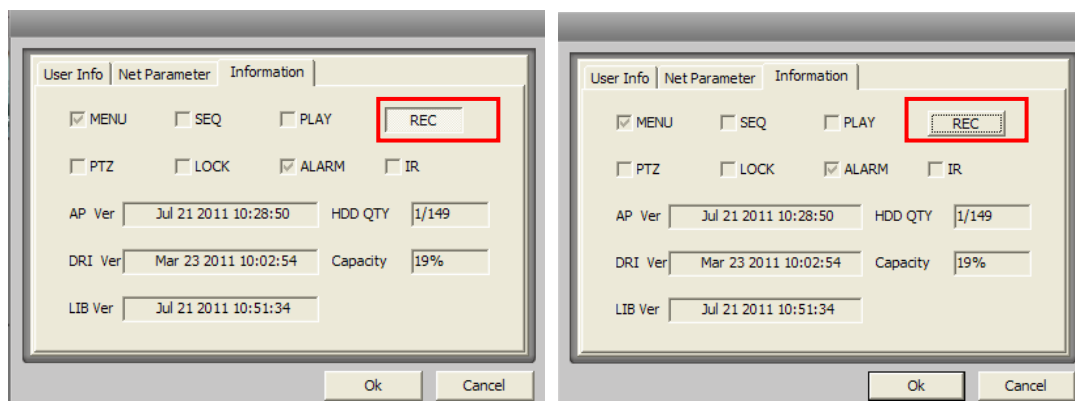 User Info Net Parameter Information
MENU SEQ PLAY REC
PTZ LOCK ALARM IR
AP Ver Jul 21 2011 10:28:50 HDD QTY 1/149
DRI Ver Mar 23 2011 10:02:54 Capacity 19%
LIB Ver Jul 21 2011 10:51:34
Ok Cancel
User Info Net Parameter Information
MENU SEQ PLAY REC
PTZ LOCK ALARM IR
AP Ver Jul 21 2011 10:28:50 HDD QTY 1/149
DRI Ver Mar 23 2011 10:02:54 Capacity 19%
LIB Ver Jul 21 2011 10:51:34
Ok Cancel